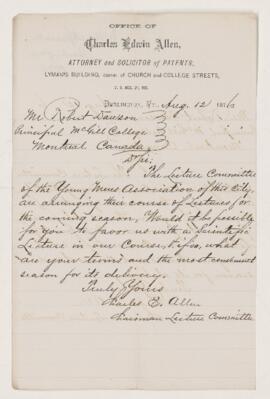 OFFICE OF
Charles Edwin Allen,
ATTORNEY and SOLICITOR of PATENTS,
LYMAN'S BUILDING, corner of CHURCH and COLLEGE STREETS,
BURLINGTON, VT., Aug. 12
Mr Robert Dawson
Principal McGill College
Montreal Canada
D Sir;
The Lecture Committee
of the Young Mens Association of this City,
are arranging their course of Lectures for
the coming season, Would it be possible
for you to favor us with a Scientific
Lecture in our Course, & if so, what
are your terms and the most convenient
season for its delivery.
Truly Yours
Charles E. Allen
Chairman Lecture Committee